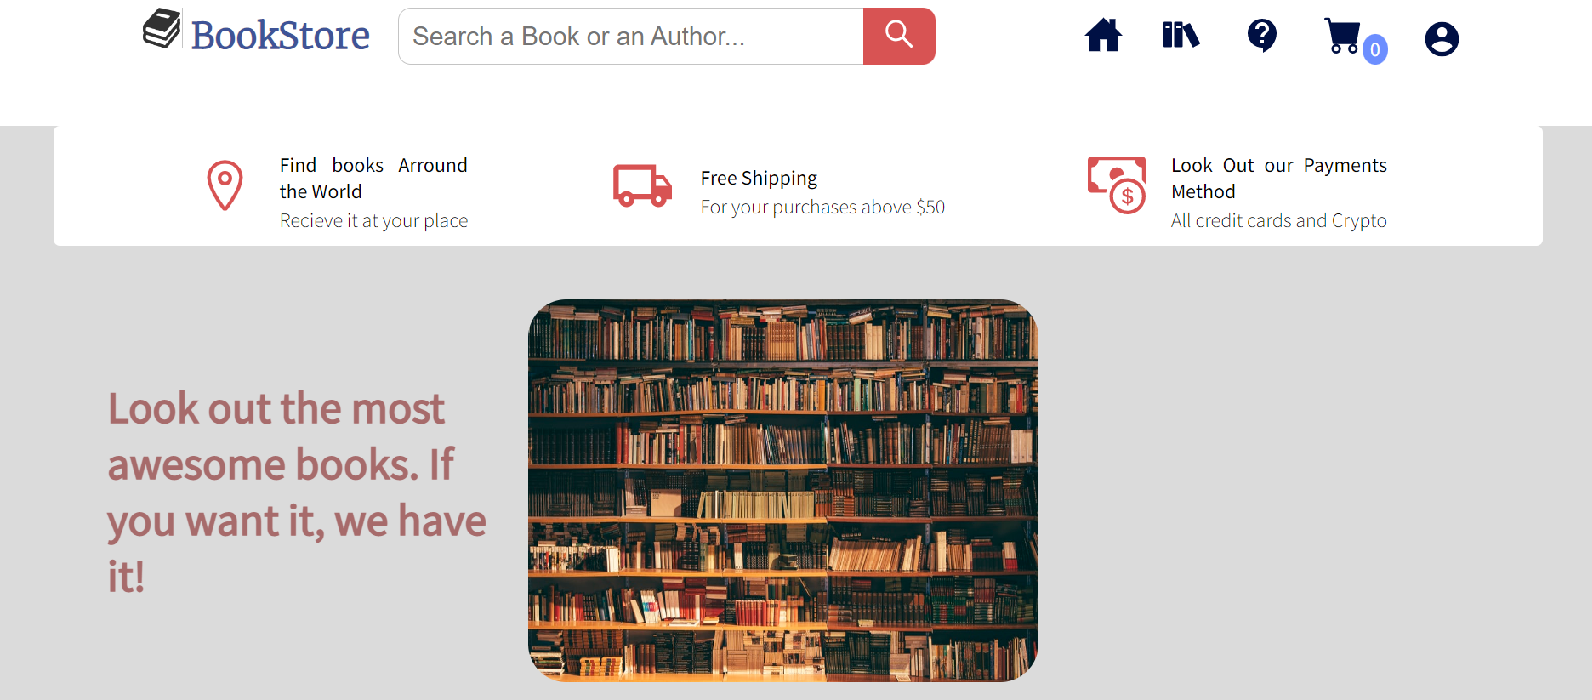 BookStore
Search a Book or an Author...
0
Find books Arround
the World
Recieve it at your place
Free Shipping
For your purchases above $50
Look Out our Payments
Method
All credit cards and Crypto
Look out the most
awesome books. If
you want it, we have
it!